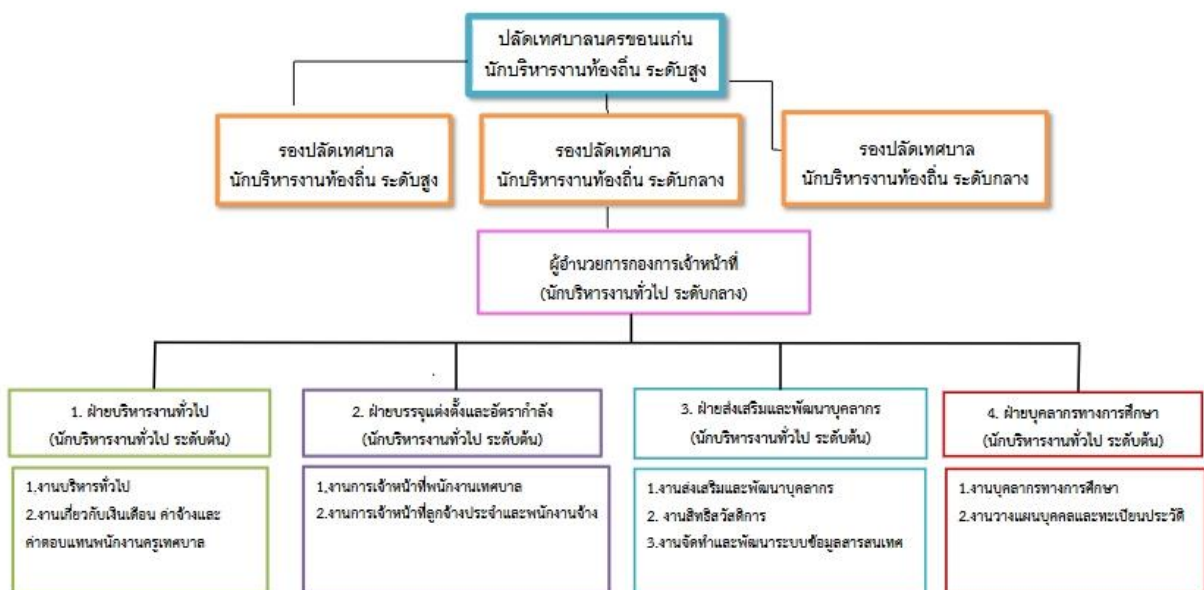 ปลัดเทศบาลนครขอนแก่น
นักบริหารงานท้องถิ่น ระดับสูง
รองปลัดเทศบาล
นักบริหารงานท้องถิ่น ระดับสูง
รองปลัดเทศบาล
นักบริหารงานท้องถิ่น ระดับกลาง
รองปลัดเทศบาล
นักบริหารงานท้องถิ่น ระดับกลาง
ผู้อำนวยการกองการเจ้าหน้าที่
(นักบริหารงานทั่วไป ระดับกลาง)
1. ฝ่ายบริหารงานทั่วไป
(นักบริหารงานทั่วไป ระดับต้น)
1.งานบริหารทั่วไป
2.งานเกี่ยวกับเงินเดือน ค่าจ้างและ
ค่าตอบแทนพนักงานครูเทศบาล
2. ฝ่ายบรรจุแต่งตั้งและอัตรากำลัง
(นักบริหารงานทั่วไป ระดับต้น)
1.งานการเจ้าหน้าที่พนักงานเทศบาล
2.งานการเจ้าหน้าที่ลูกจ้างประจำและพนักงานจ้าง
3. ฝ่ายส่งเสริมและพัฒนาบุคลากร
(นักบริหารงานทั่วไป ระดับต้น)
1.งานส่งเสริมและพัฒนาบุคลากร
2. งานสิทธิสวัสดิการ
3.งานจัดทำและพัฒนาระบบข้อมูลสารสนเทศ
4. ฝ่ายบุคลากรทางการศึกษา
(นักบริหารงานทั่วไป ระดับต้น)
1.งานบุคลากรทางการศึกษา
2.งานวางแผนบุคคลและทะเบียนประวัติ